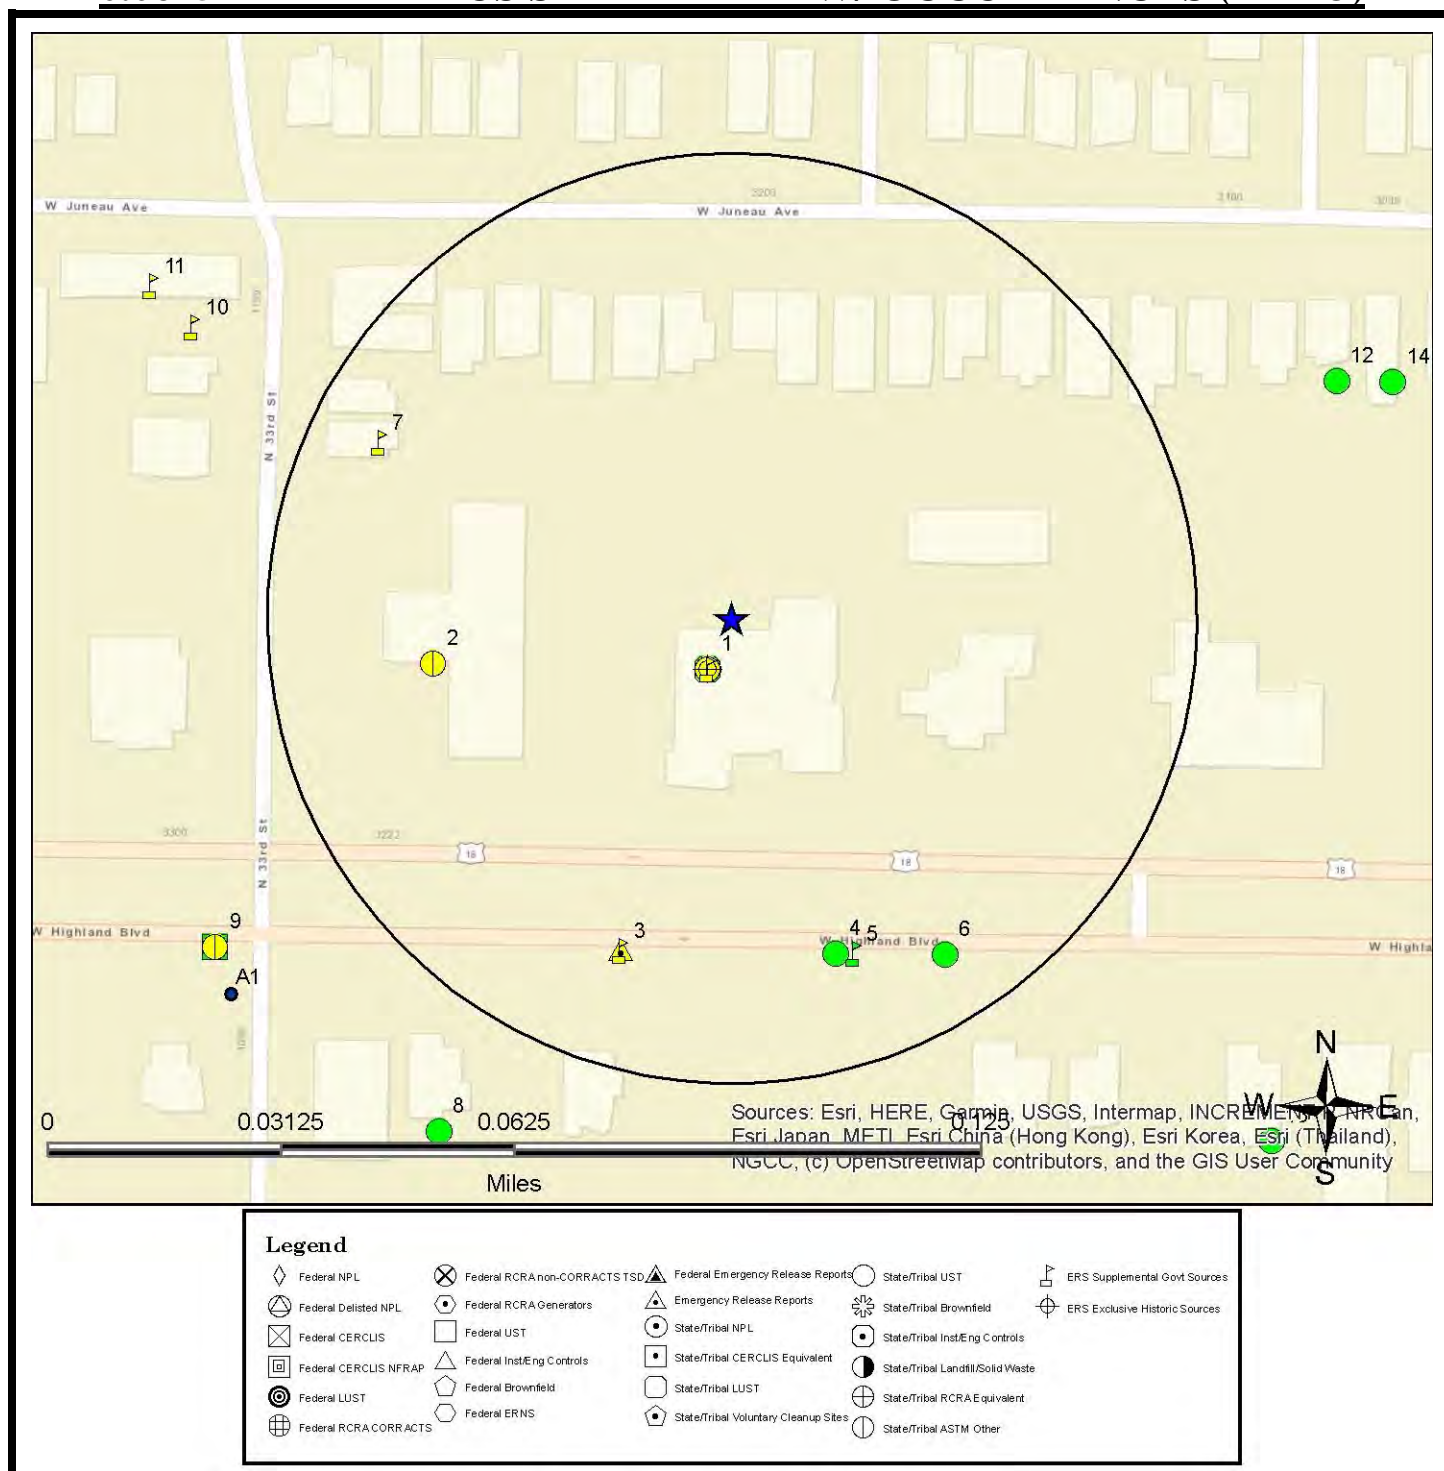 W Juneau Ave
3200
W Juneau Ave
3100
11
10
N 33rd St
12
14
7
2
1
3300
3222
18
18
18
N 33rd St
9
3
4
5
6
W Highland Blvd
W Highland Blvd
W Highla
A1
8
N
W
E
S
0
0.03125
0.0625
0.125
Miles
Sources: Esri, HERE, Garmin, USGS, Intermap, INCREMENT P, NRCan,
Esri Japan, METI, Esri China (Hong Kong), Esri Korea, Esri (Thailand),
NGCC, (c) OpenStreetMap contributors, and the GIS User Community
Legend
Federal NPL
Federal Delisted NPL
Federal CERCLIS
Federal CERCLIS NFRAP
Federal LUST
Federal RCRA CORRACTS
Federal RCRA non-CORRACTS TSD
Federal RCRA Generators
Federal UST
Federal Inst/Eng Controls
Federal Brownfield
Federal ERNS
Federal Emergency Release Reports
Emergency Release Reports
State/Tribal NPL
State/Tribal CERCLIS Equivalent
State/Tribal LUST
State/Tribal Voluntary Cleanup Sites
State/Tribal UST
State/Tribal Brownfield
State/Tribal Inst/Eng Controls
State/Tribal Landfill/Solid Waste
State/Tribal RCRA Equivalent
State/Tribal ASTM Other
ERS Supplemental Govt Sources
ERS Exclusive Historic Sources